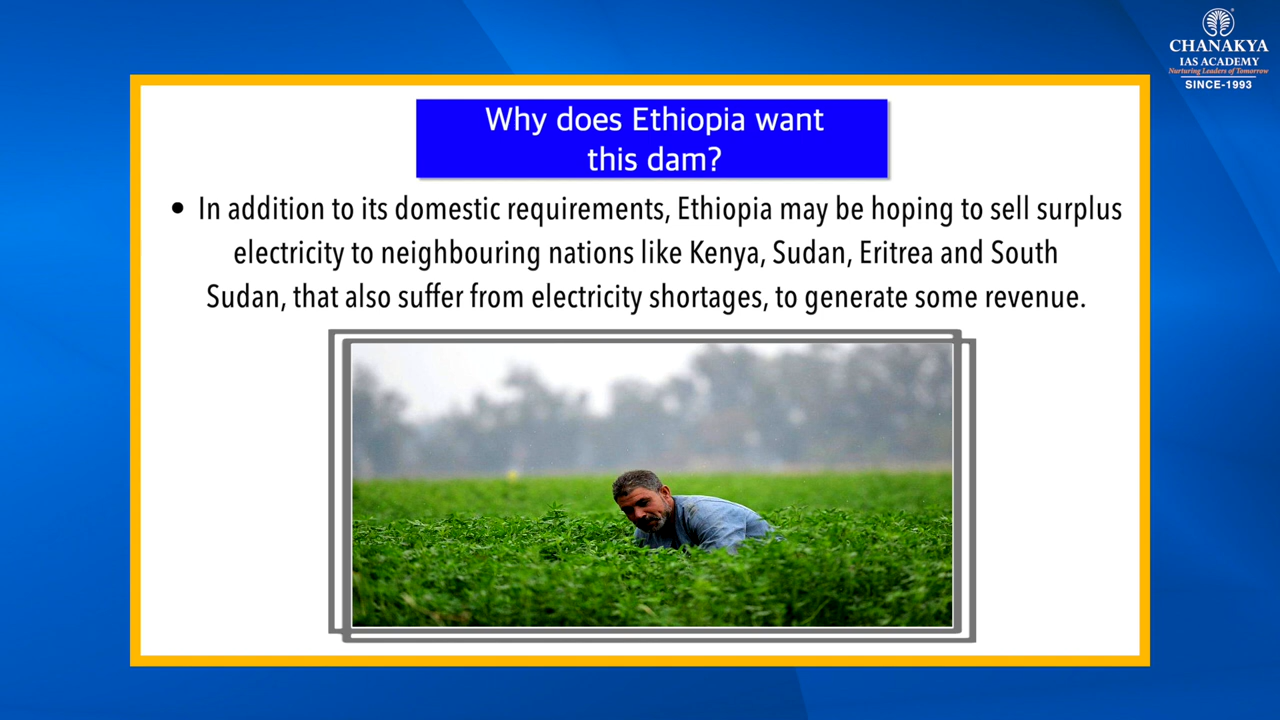 CHANAKYA
IAS ACADEMY
Nurturing Leaders of Tomorrow
SINCE-1993
Why does Ethiopia want
this dam?
• In addition to its domestic requirements, Ethiopia may be hoping to sell surplus
electricity to neighbouring nations like Kenya, Sudan, Eritrea and South
Sudan, that also suffer from electricity shortages, to generate some revenue.